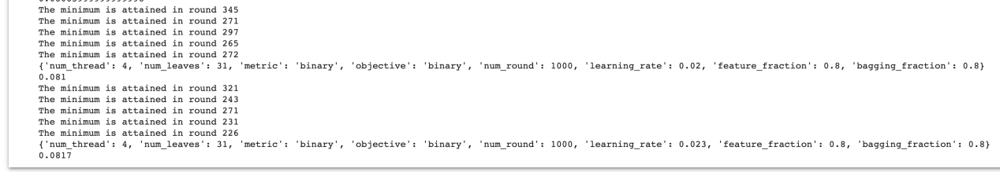 The minimum is attained in round 345
The minimum is attained in round 271
The minimum is attained in round 297
The minimum is attained in round 265
The minimum is attained in round 272
{'num_thread': 4, 'num_leaves': 31, 'metric': 'binary', 'objective': 'binary', 'num_round': 1000, 'learning_rate': 0.02, 'feature_fraction': 0.8, 'bagging_fraction': 0.8}
0.081
The minimum is attained in round 321
The minimum is attained in round 243
The minimum is attained in round 271
The minimum is attained in round 231
The minimum is attained in round 226
{'num_thread': 4, 'num_leaves': 31, 'metric': 'binary', 'objective': 'binary', 'num_round': 1000, 'learning_rate': 0.023, 'feature_fraction': 0.8, 'bagging_fraction': 0.8}
0.0817